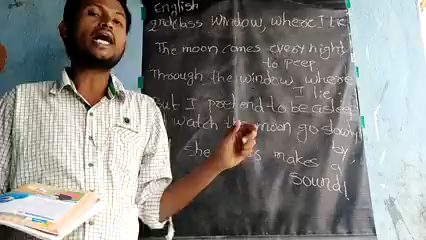 English
2nd class Window, where I lie
The moon comes every night
to peep
Through the window where
I lie.
But I pretend to be asleep
watch the moon go slowly
by,
She makes a
sound!